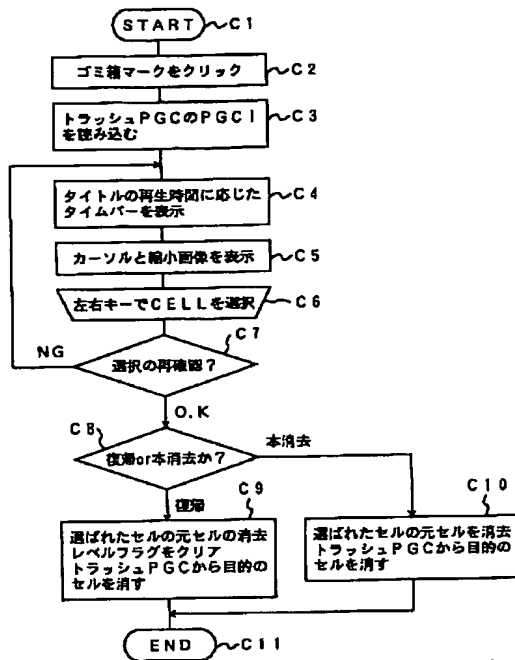 START
C1
ゴミ箱マークをクリック
C2
トラッシュPGCのPGCI
を読み込む
C3
タイトルの再生時間に応じた
タイムバーを表示
C4
カーソルと縮小画像を表示
C5
左右キーでCELLを選択
C6
C7
NG
選択の再確認?
O.K
C8
復帰or本消去か?
本消去
復帰
C9
C10
選ばれたセルの元セルの消去
レベルフラグをクリア
トラッシュPGCから目的の
セルを消す
選ばれたセルの元セルを消去
トラッシュPGCから目的の
セルを消す
END
C11